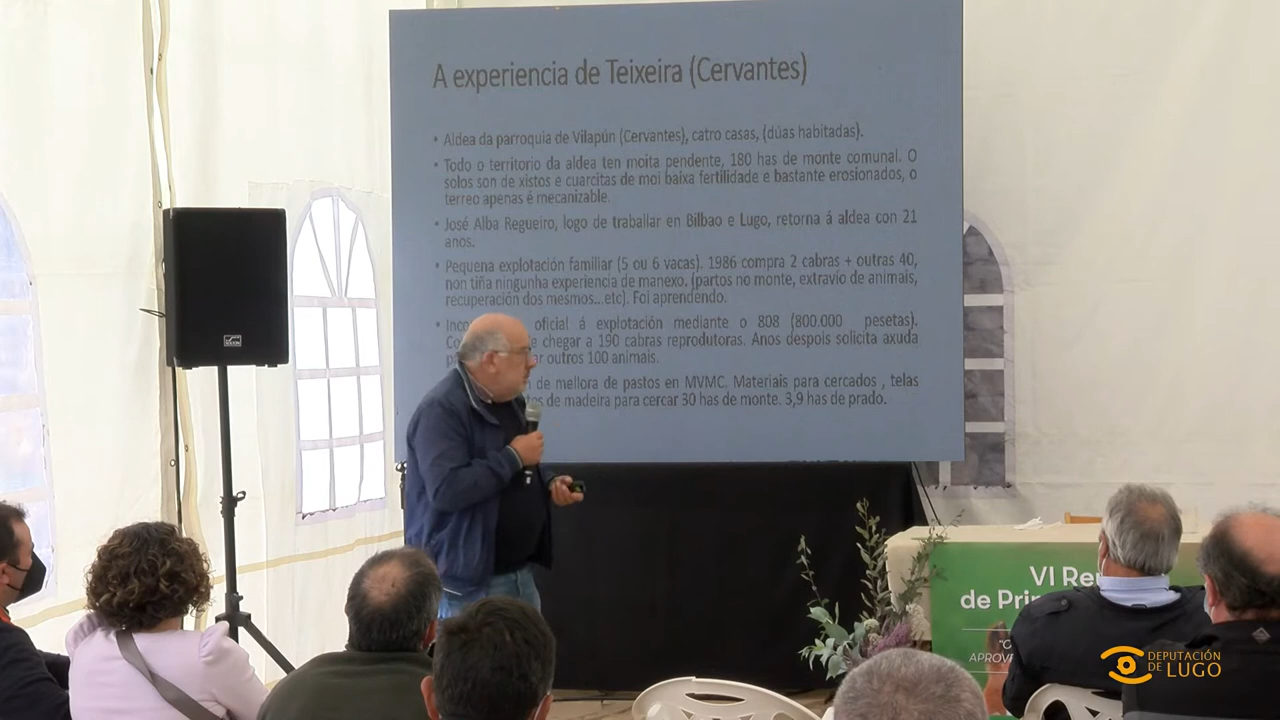 A experiencia de Teixeira (Cervantes)
• Aldea da parroquia de Vilapún (Cervantes), catro casas, (dúas habitadas).
• Todo o territorio da aldea ten moita pendente, 180 has de monte comunal. O
solos son de xistos e cuarcitas de moi baixa fertilidade e bastante erosionados, o
terreo apenas é mecanizable.
• José Alba Regueiro, logo de traballar en Bilbao e Lugo, retorna á aldea con 21
anos.
• Pequena explotación familiar (5 ou 6 vacas). 1986 compra 2 cabras + outras 40,
non tiña ningunha experiencia de manexo. (partos no monte, extravío de animais,
recuperación dos mesmos...etc). Foi aprendendo.
• oficial á explotación mediante o 808 (800.000 pesetas).
chegar a 190 cabras reprodutoras. Anos despois solicita axuda
outros 100 animais.
de mellora de pastos en MVMC. Materiais para cercados , telas
de madeira para cercar 30 has de monte. 3,9 has de prado.
VI
de
DEPUTACIÓN
DE LUGO